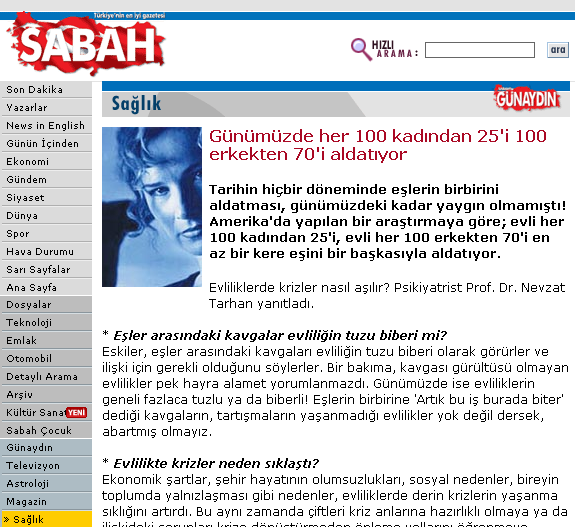 Türkiye'nin en iyi gazetesi
SABAH
HIZLI
ARAMA :
ara
Son Dakika
Yazarlar
News in English
Günün İçinden
Ekonomi
Gündem
Siyaset
Dünya
Spor
Hava Durumu
Sarı Sayfalar
Ana Sayfa
Dosyalar
Teknoloji
Emlak
Otomobil
Detaylı Arama
Arşiv
Kültür Sanat YENİ
Sabah Çocuk
Günaydın
Televizyon
Astroloji
Magazin
» Sağlık
Sağlık
GÜNAYDIN
Günümüzde her 100 kadından 25'i 100
erkekten 70'i aldatıyor
Tarihin hiçbir döneminde eşlerin birbirini
aldatması, günümüzdeki kadar yaygın olmamıştı!
Amerika'da yapılan bir araştırmaya göre; evli her
100 kadından 25'i, evli her 100 erkekten 70'i en
az bir kere eşini bir başkasıyla aldatıyor.
Evliliklerde krizler nasıl aşılır? Psikiyatrist Prof. Dr. Nevzat
Tarhan yanıtladı.
* Eşler arasındaki kavgalar evliliğin tuzu biberi mi?
Eskiler, eşler arasındaki kavgaları evliliğin tuzu biberi olarak görürler ve
ilişki için gerekli olduğunu söylerler. Bir bakıma, kavgası gürültüsü olmayan
evlilikler pek hayra alamet yorumlanmazdı. Günümüzde ise evliliklerin
geneli fazlaca tuzlu ya da biberli! Eşlerin birbirine 'Artık bu iş burada biter'
dediği kavgaların, tartışmaların yaşanmadığı evlilikler yok değil dersek,
abartmış olmayız.
* Evlilikte krizler neden sıklaştı?
Ekonomik şartlar, şehir hayatının olumsuzlukları, sosyal nedenler, bireyin
toplumda yalnızlaşması gibi nedenler, evliliklerde derin krizlerin yaşanma
sıklığını artırdı. Bu aynı zamanda çiftleri kriz anlarına hazırlıklı olmaya ya da
ilişkideki sorunları krize dönüştürmeden önleme yollarını öğrenmeye